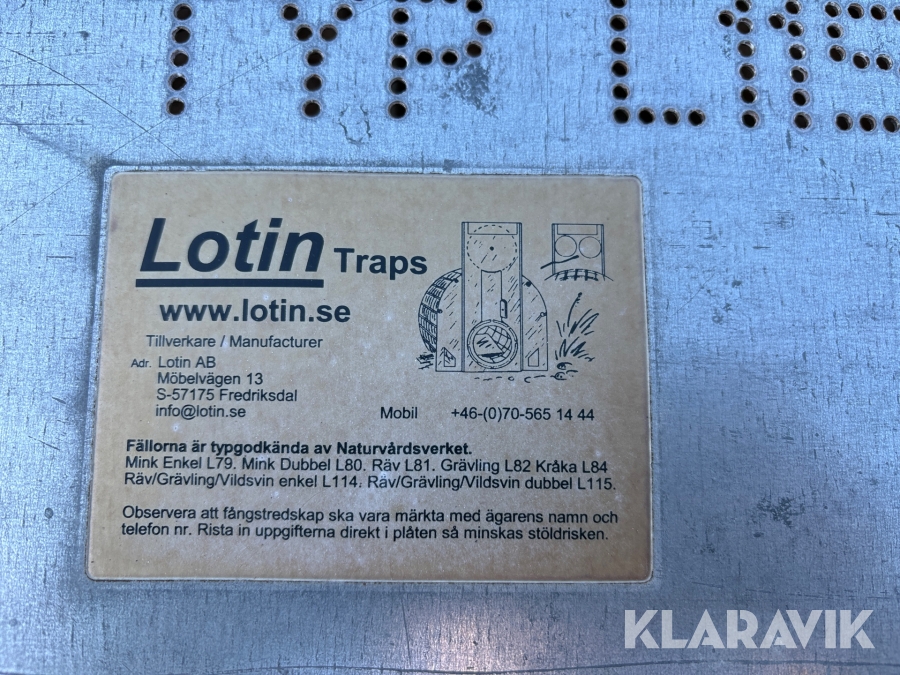 TYP L115
Lotin Traps
www.lotin.se
Tillverkare / Manufacturer
Adr. Lotin AB
Möbelvägen 13
S-57175 Fredriksdal
info@lotin.se
Mobil +46-(0)70-565 14 44
Fällorna är typgodkända av Naturvårdsverket.
Mink Enkel L79. Mink Dubbel L80. Räv L81. Grävling L82 Kråka L84
Räv/Grävling/Vildsvin enkel L114. Räv/Grävling/Vildsvin dubbel L115.
Observera att fångstredskap ska vara märkta med ägarens namn och
telefon nr. Rista in uppgifterna direkt i plåten så minskas stöldrisken.
KLARAVIK